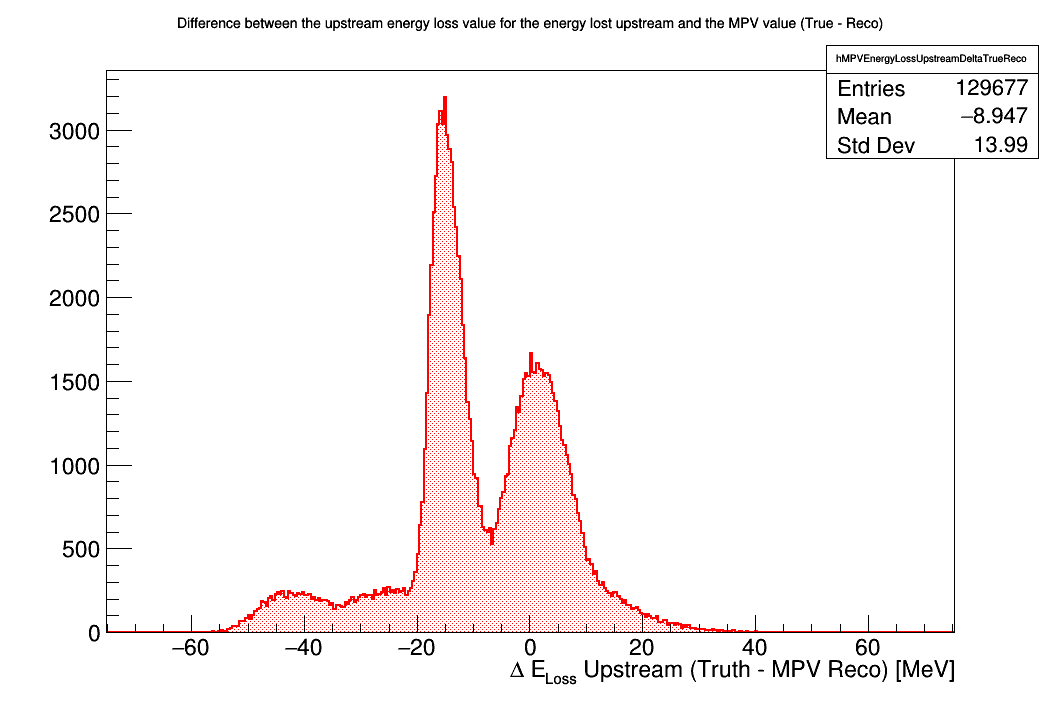 Difference between the upstream energy loss value for the energy lost upstream and the MPV value (True - Reco)
hMPVEnergyLossUpstreamDeltaTrueReco
Entries 129677
Mean −8.947
Std Dev 13.99
3000
2500
2000
1500
1000
500
0
−60 −40 −20 0 20 40 60
Δ E_Loss Upstream (Truth - MPV Reco) [MeV]